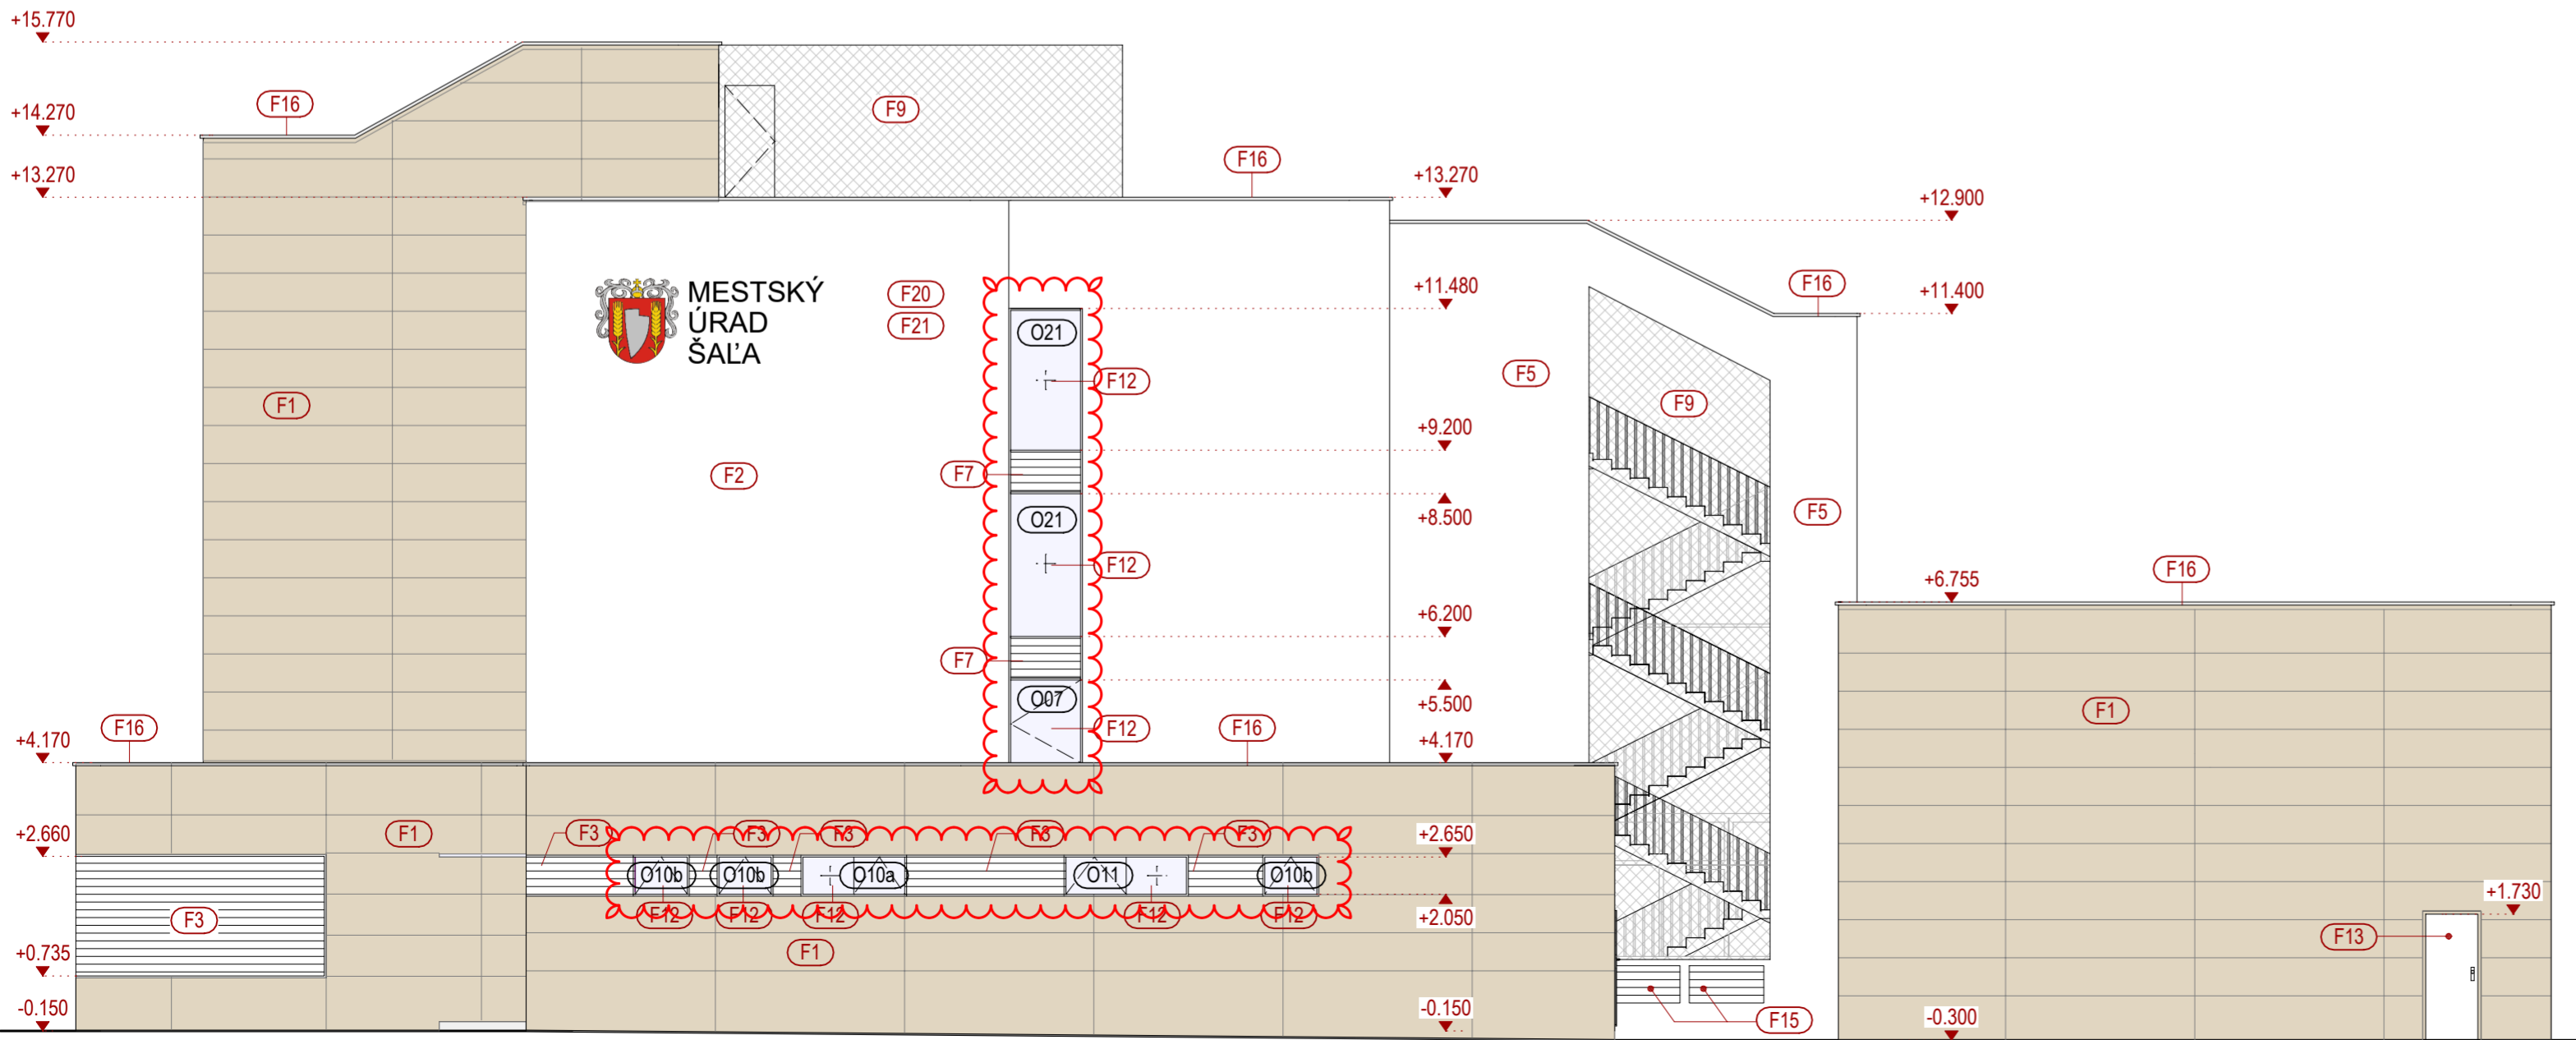 +15.770
F16
F9
+14.270
F16
+13.270
+13.270
+12.900
MESTSKÝ
ÚRAD
ŠAĽA
F20
F21
+11.480
F16
+11.400
O21
F12
F5
F1
F9
+9.200
F2
F7
+8.500
O21
F5
F12
+6.755
F16
+6.200
F7
O07
+5.500
F1
F16
F12
F16
+4.170
+4.170
+2.660
F1
F3
F3
F3
F3
F3
+2.650
O10b
O10b
O10a
O11
O10b
+1.730
F3
F12
F12
F12
F12
F12
+2.050
F13
F1
+0.735
-0.150
-0.150
F15
-0.300